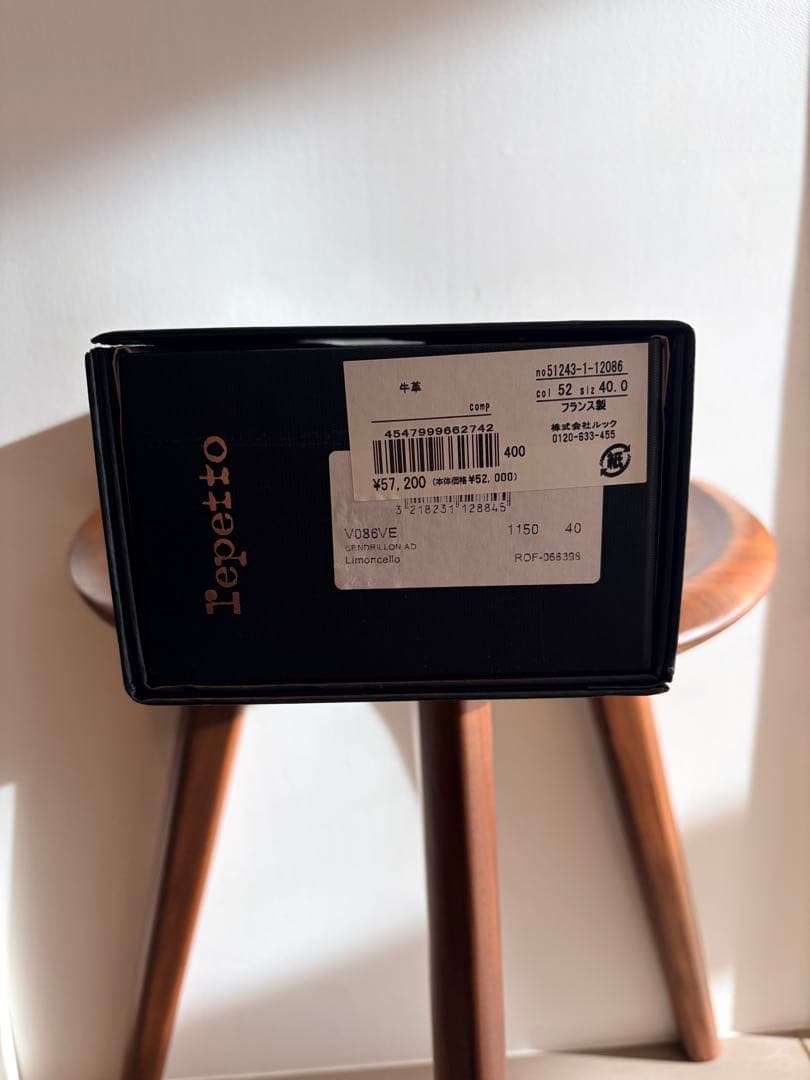 repetto
牛革
comp
4547999662742
400
¥57,200 (本体価格 ¥52,000)
no51243-1-12086
col 52 siz 40.0
フランス製
株式会社ルック
0120-633-455
紙
3 218231 128845
V086VE 1150 40
CENDRILLON AD
Limoncello RDF-066398